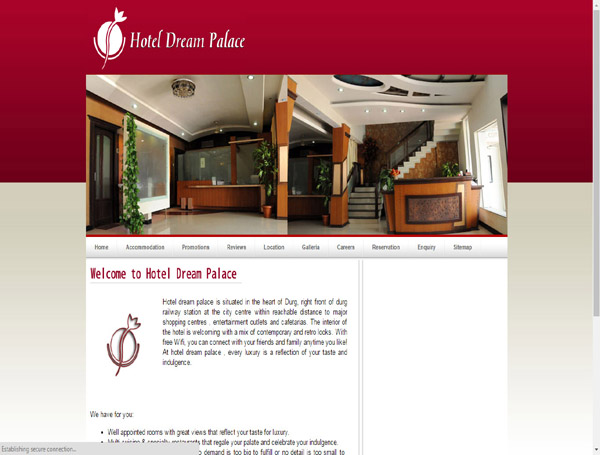 Hotel Dream Palace
Home Accommodation Promotions Reviews Location Galleria Careers Reservation Enquiry Sitemap
Welcome to Hotel Dream Palace
Hotel dream palace is situated in the heart of Durg, right front of durg
railway station at the city centre within reachable distance to major
shopping centres , entertainment outlets and cafetarias. The interior of
the hotel is welcoming with a mix of contemporary and retro looks. With
free Wifi, you can connect with your friends and family anytime you like!
At hotel dream palace , every luxury is a reflection of your taste and
indulgence.
We have for you:
Well appointed rooms with great views that reflect your taste for luxury.
Multi cuisine & specialty restaurants that regale your palate and celebrate your indulgence.
demand is too big to fulfill or no detail is too small to
Establishing secure connection...